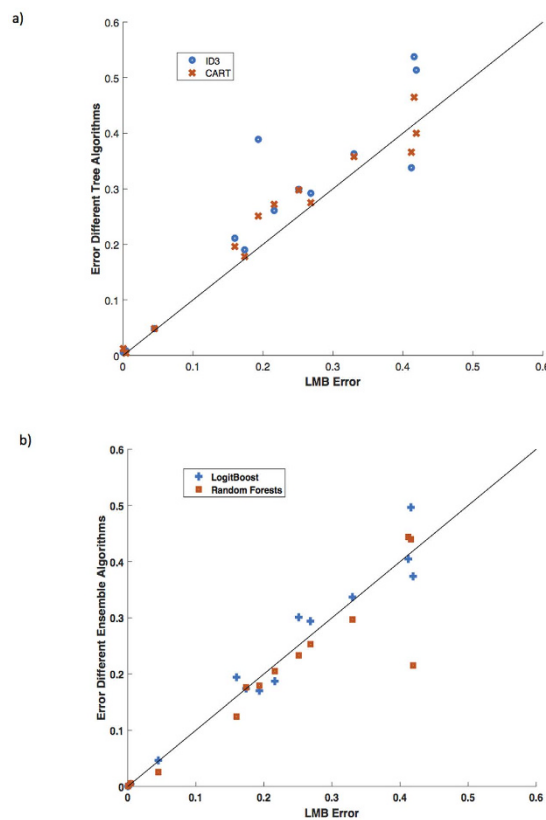 a)
0.6
0.5
0.4
0.3
0.2
0.1
0
Error Different Tree Algorithms
ID3
CART
0 0.1 0.2 0.3 0.4 0.5 0.6
LMB Error
b)
0.6
0.5
0.4
0.3
0.2
0.1
0
Error Different Ensemble Algorithms
LogitBoost
Random Forests
0 0.1 0.2 0.3 0.4 0.5 0.6
LMB Error